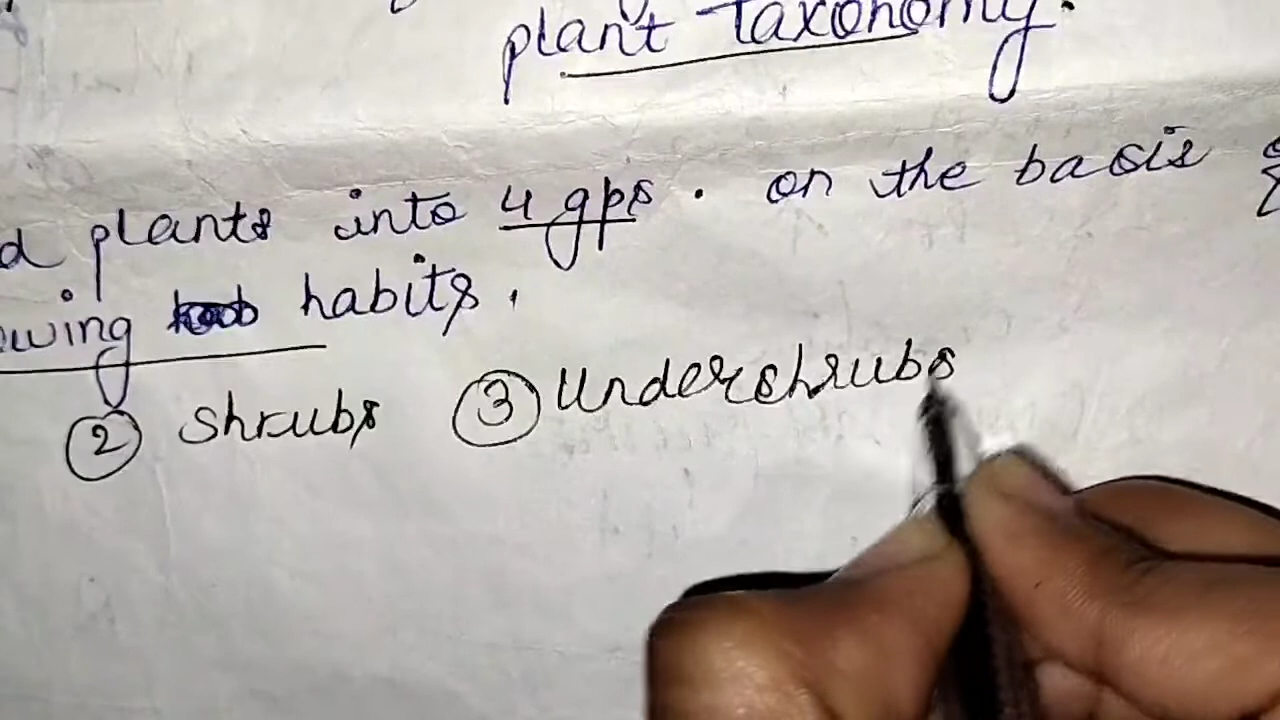 plant Taxonomy.
d plants into 4 gps. on the basis
wing habits.
② shrubs ③ Undershrubs